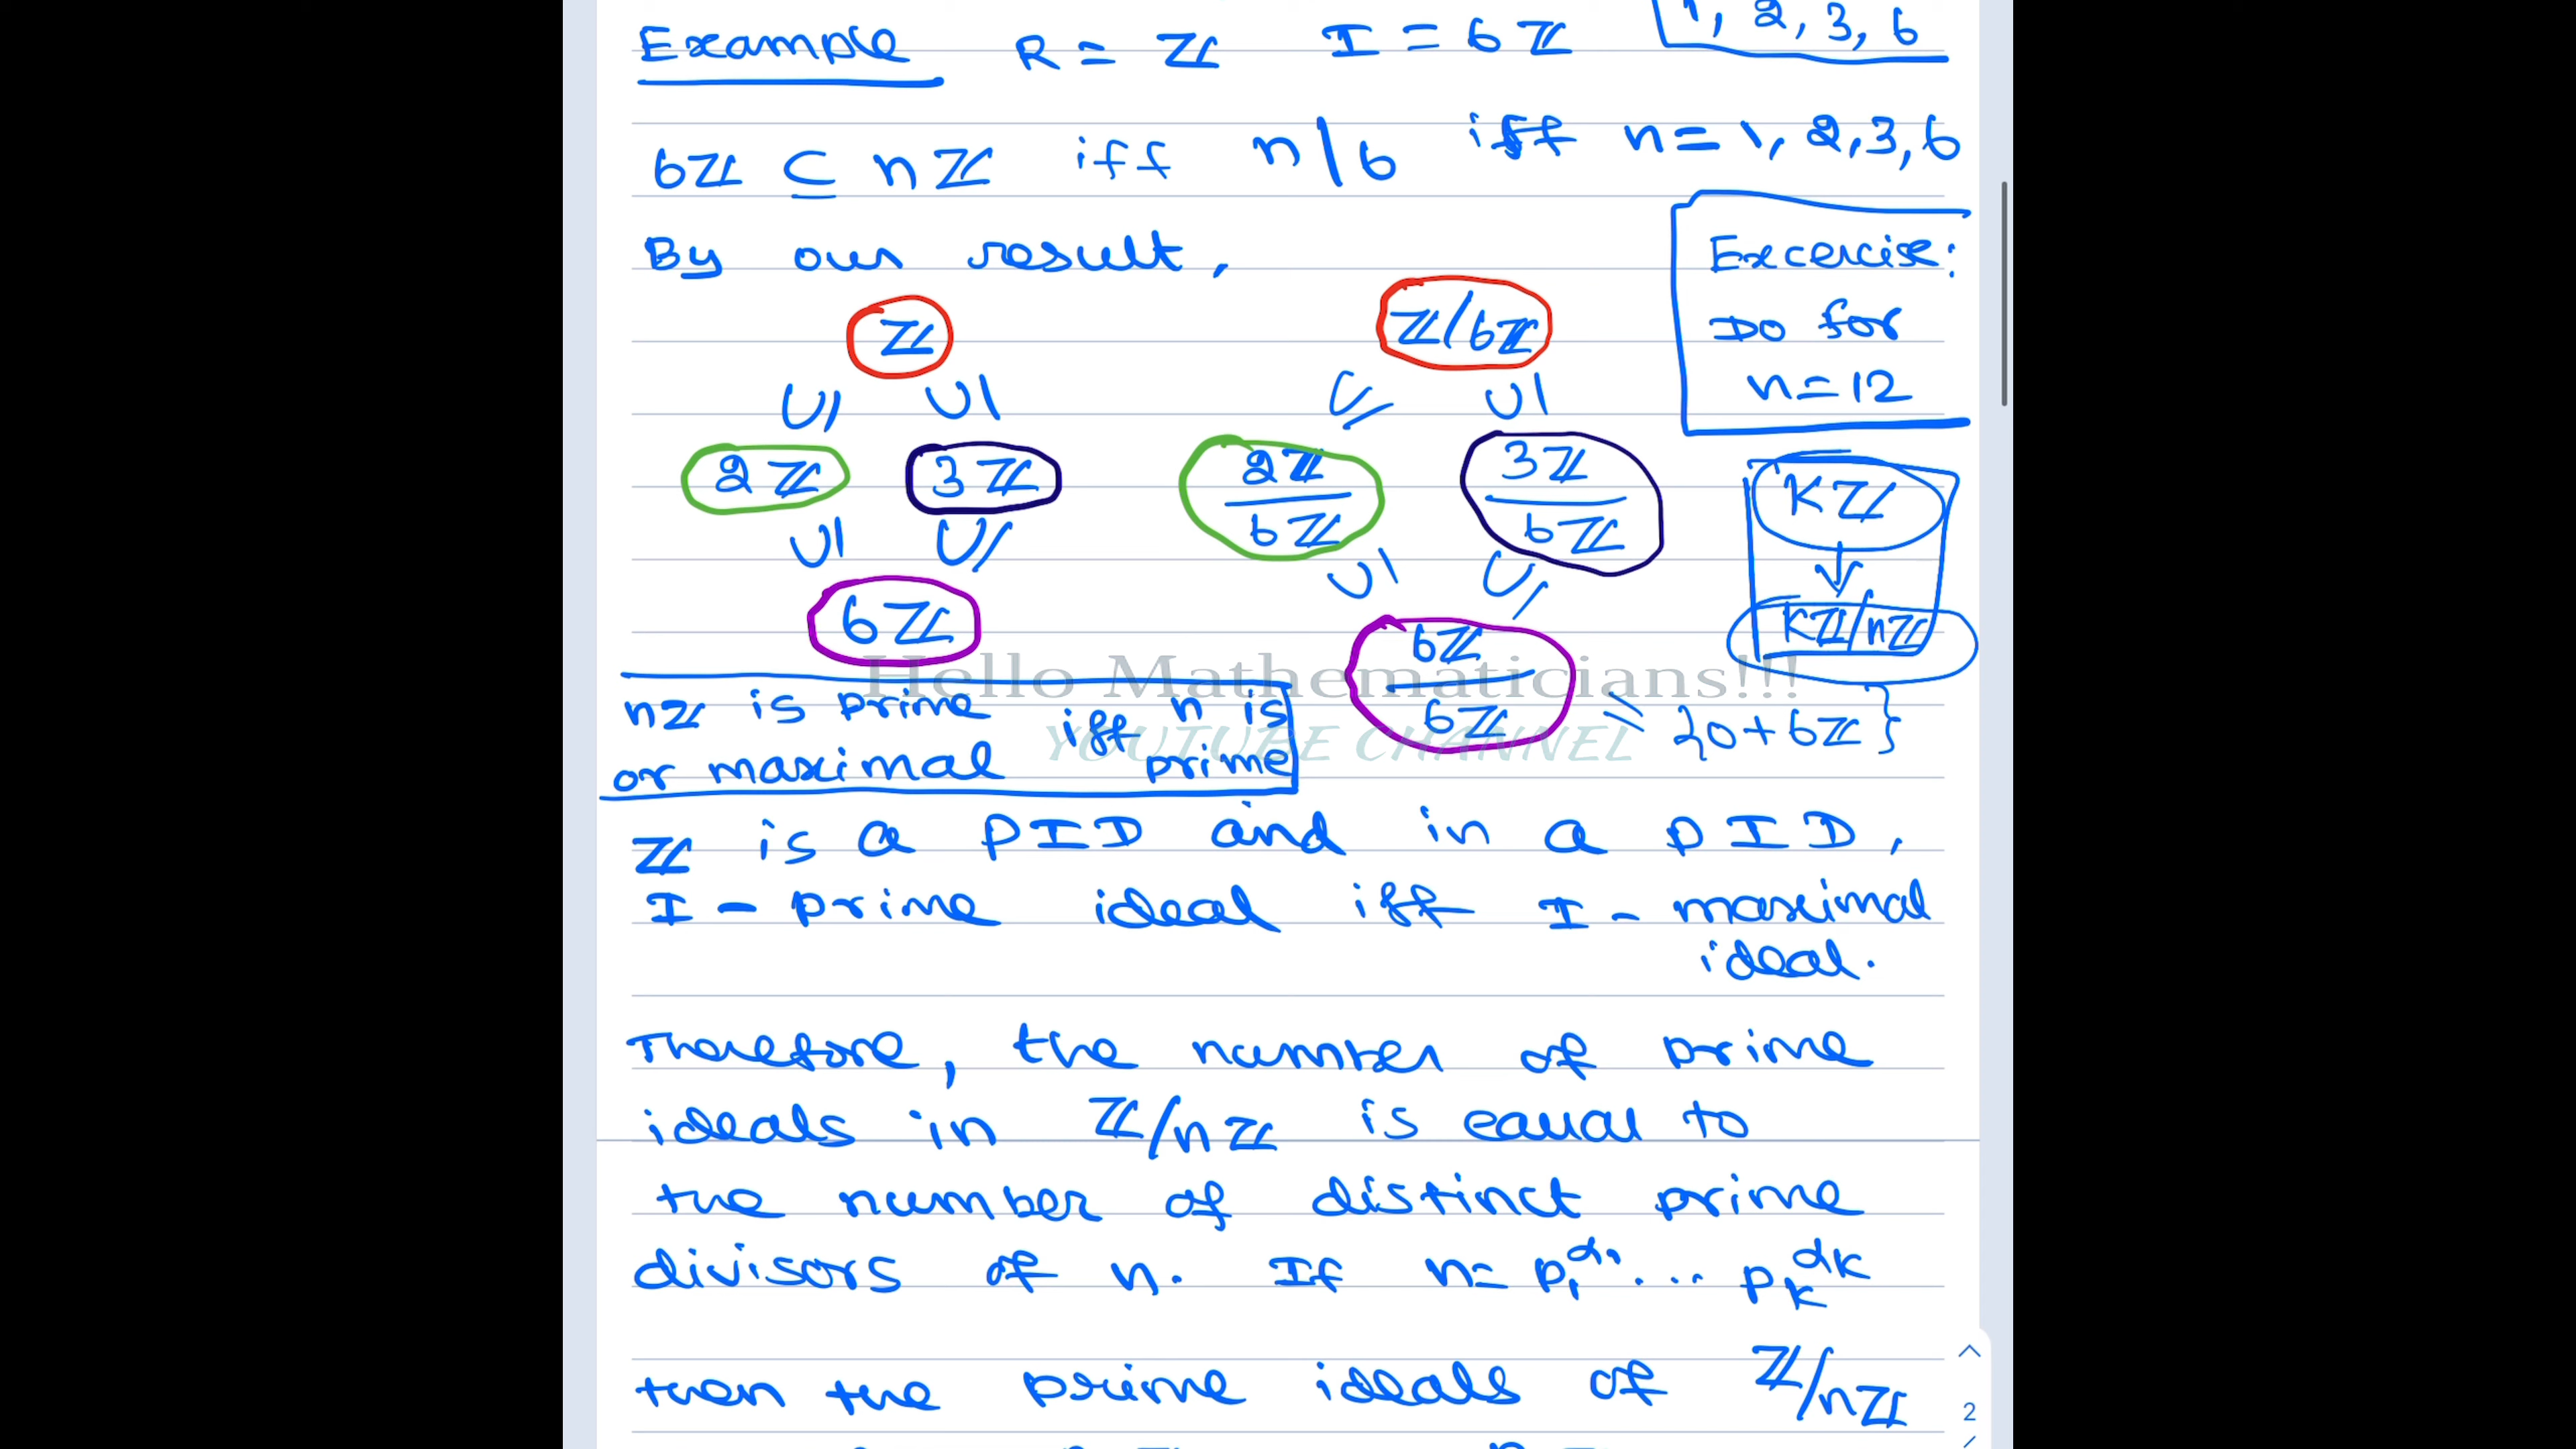 Example R = ℤ I = 6ℤ 1, 2, 3, 6
6ℤ ⊆ nℤ iff n/6 iff n = 1, 2, 3, 6
By our result,
Excercise:
Do for
n = 12
ℤ
∪| ∪|
2ℤ 3ℤ
∪| ∪|
6ℤ
ℤ/6ℤ
∪| ∪|
2ℤ/6ℤ 3ℤ/6ℤ
∪| ∪|
6ℤ/6ℤ ≤ {0+6ℤ}
Kℤ
↓
Kℤ/nℤ
Hello Mathematicians!!!
YOUTUBE CHANNEL
nℤ is prime iff n is
or maximal prime
ℤ is a PID and in a PID,
I - prime ideal iff I - maximal
ideal.
Therefore, the number of prime
ideals in ℤ/nℤ is equal to
the number of distinct prime
divisors of n. If n = p₁^α₁ ... pₖ^αk
then the prime ideals of ℤ/nℤ
2